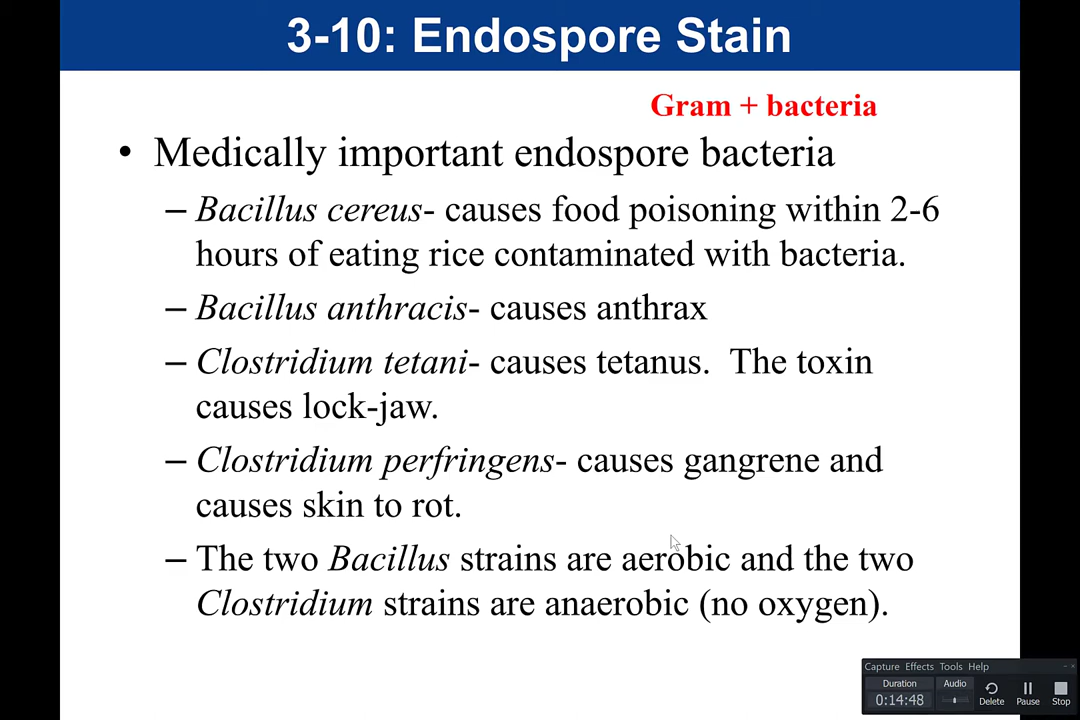 3-10: Endospore Stain
Gram + bacteria
• Medically important endospore bacteria
– Bacillus cereus- causes food poisoning within 2-6
hours of eating rice contaminated with bacteria.
– Bacillus anthracis- causes anthrax
– Clostridium tetani- causes tetanus.  The toxin
causes lock-jaw.
– Clostridium perfringens- causes gangrene and
causes skin to rot.
– The two Bacillus strains are aerobic and the two
Clostridium strains are anaerobic (no oxygen).
Capture Effects Tools Help
Duration Audio
0:14:48 Delete Pause Stop